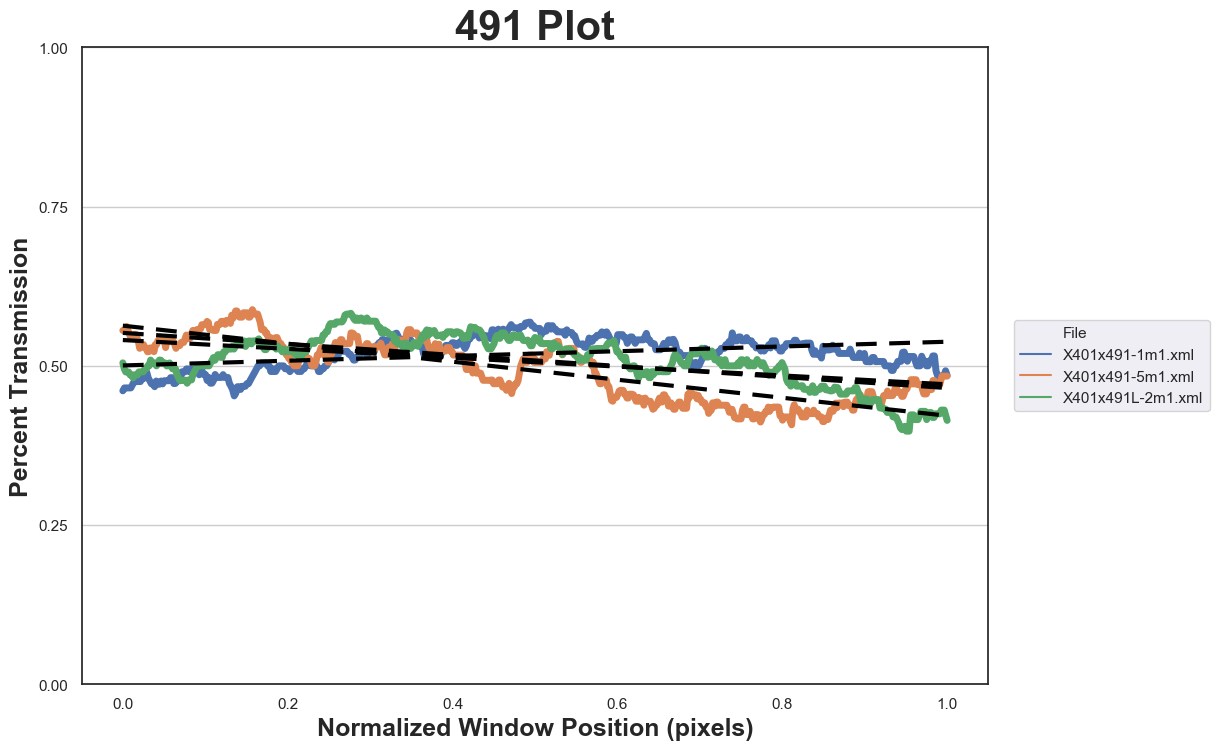 491 Plot
1.00
0.75
0.50
0.25
0.00
Percent Transmission
0.0 0.2 0.4 0.6 0.8 1.0
Normalized Window Position (pixels)
File
X401x491-1m1.xml
X401x491-5m1.xml
X401x491L-2m1.xml